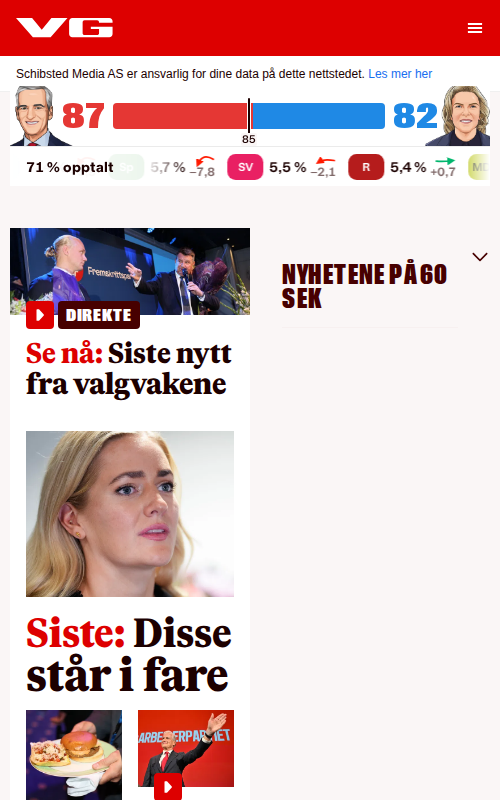 VG
Schibsted Media AS er ansvarlig for dine data på dette nettstedet. Les mer her
87
82
85
71 % opptalt
Sp 5,7 % –7,8
SV 5,5 % –2,1
R 5,4 % +0,7
MD
Fremskrittspa
DIREKTE
Se nå: Siste nytt
fra valgvakene
NYHETENE PÅ 60
SEK
Siste: Disse
står i fare
ARBEIDERPARTIET